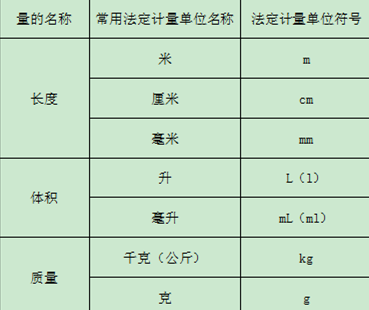 量的名称 常用法定计量单位名称 法定计量单位符号
长度 米 m
厘米 cm
毫米 mm
体积 升 L（l）
毫升 mL（ml）
质量 千克（公斤） kg
克 g